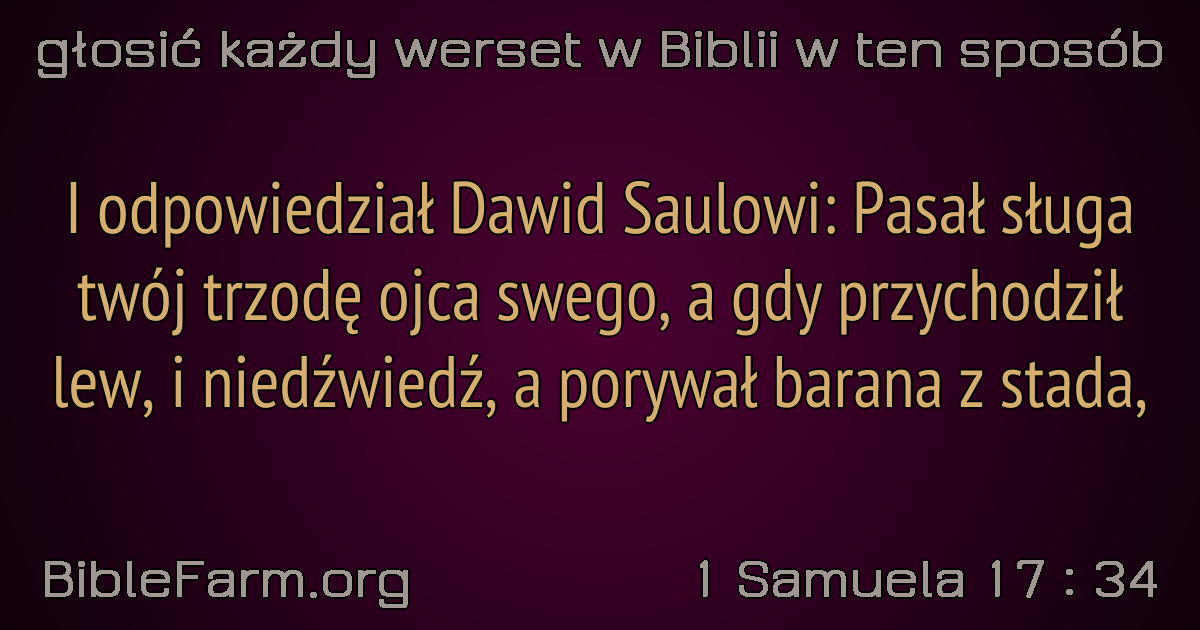 głosić każdy werset w Biblii w ten sposób
I odpowiedział Dawid Saulowi: Pasał sługa
twój trzodę ojca swego, a gdy przychodził
lew, i niedźwiedź, a porywał barana z stada,
BibleFarm.org
1 Samuela 17 : 34